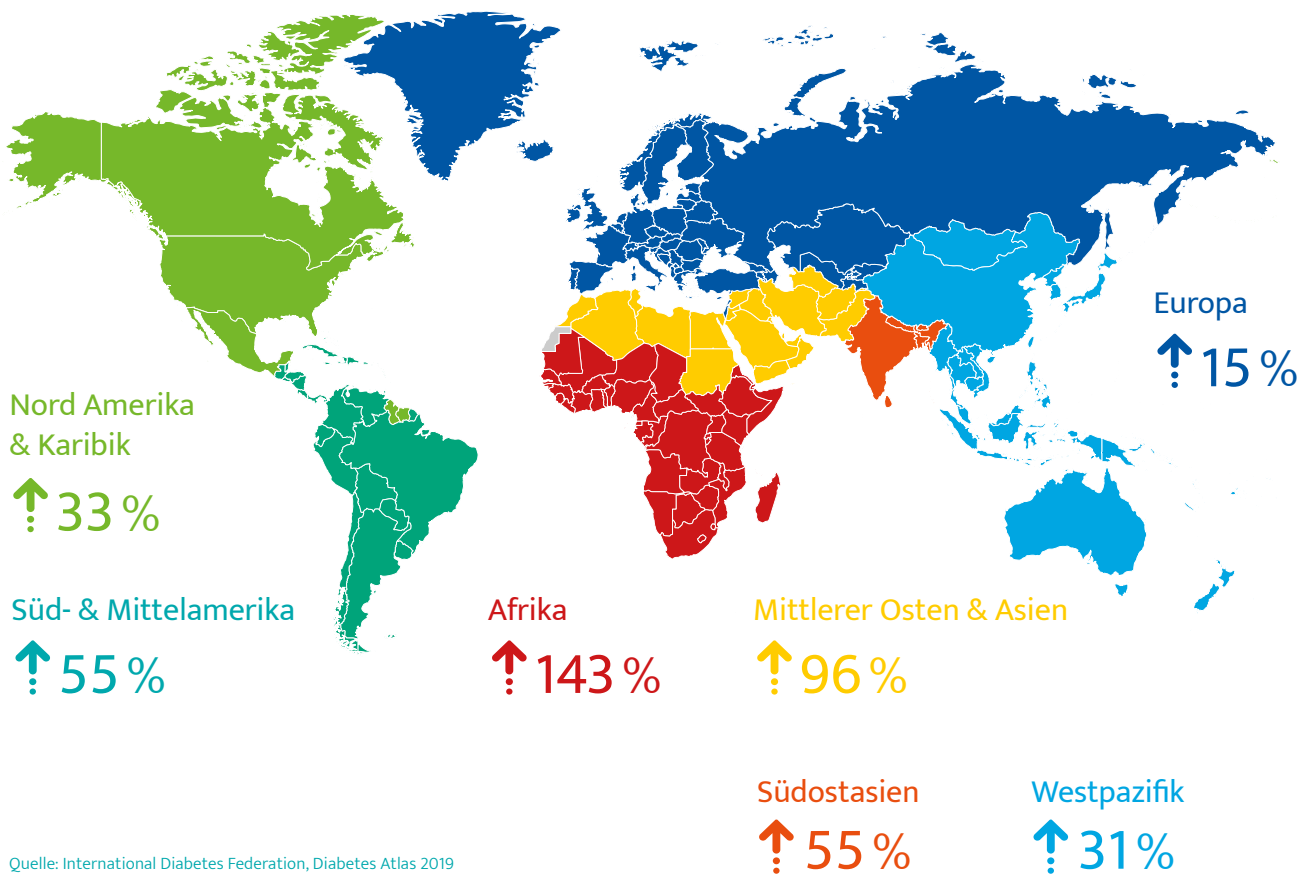 Europa
15 %
Nord Amerika
& Karibik
33 %
Süd- & Mittelamerika
55 %
Afrika
143 %
Mittlerer Osten & Asien
96 %
Südostasien
55 %
Westpazifik
31%
Quelle: International Diabetes Federation, Diabetes Atlas 2019